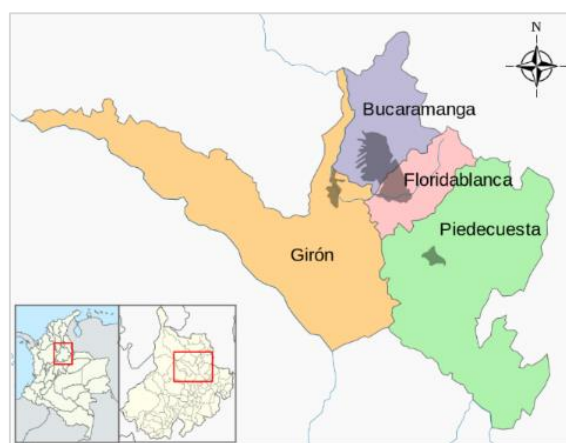 N
Bucaramanga
Floridablanca
Piedecuesta
Girón